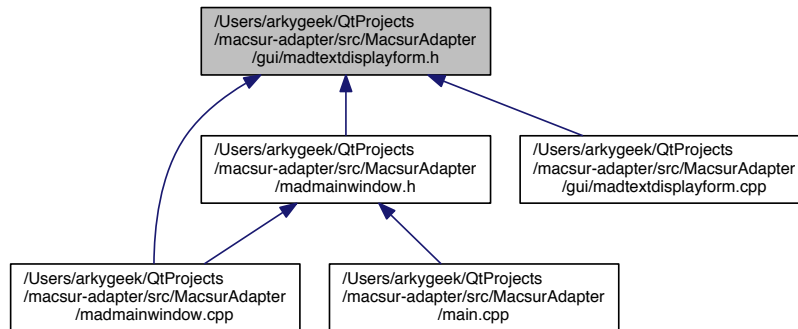 /Users/arkygeek/QtProjects
/macsur-adapter/src/MacsurAdapter
/gui/madtextdisplayform.h
/Users/arkygeek/QtProjects
/macsur-adapter/src/MacsurAdapter
/madmainwindow.h
/Users/arkygeek/QtProjects
/macsur-adapter/src/MacsurAdapter
/gui/madtextdisplayform.cpp
/Users/arkygeek/QtProjects
/macsur-adapter/src/MacsurAdapter
/madmainwindow.cpp
/Users/arkygeek/QtProjects
/macsur-adapter/src/MacsurAdapter
/main.cpp